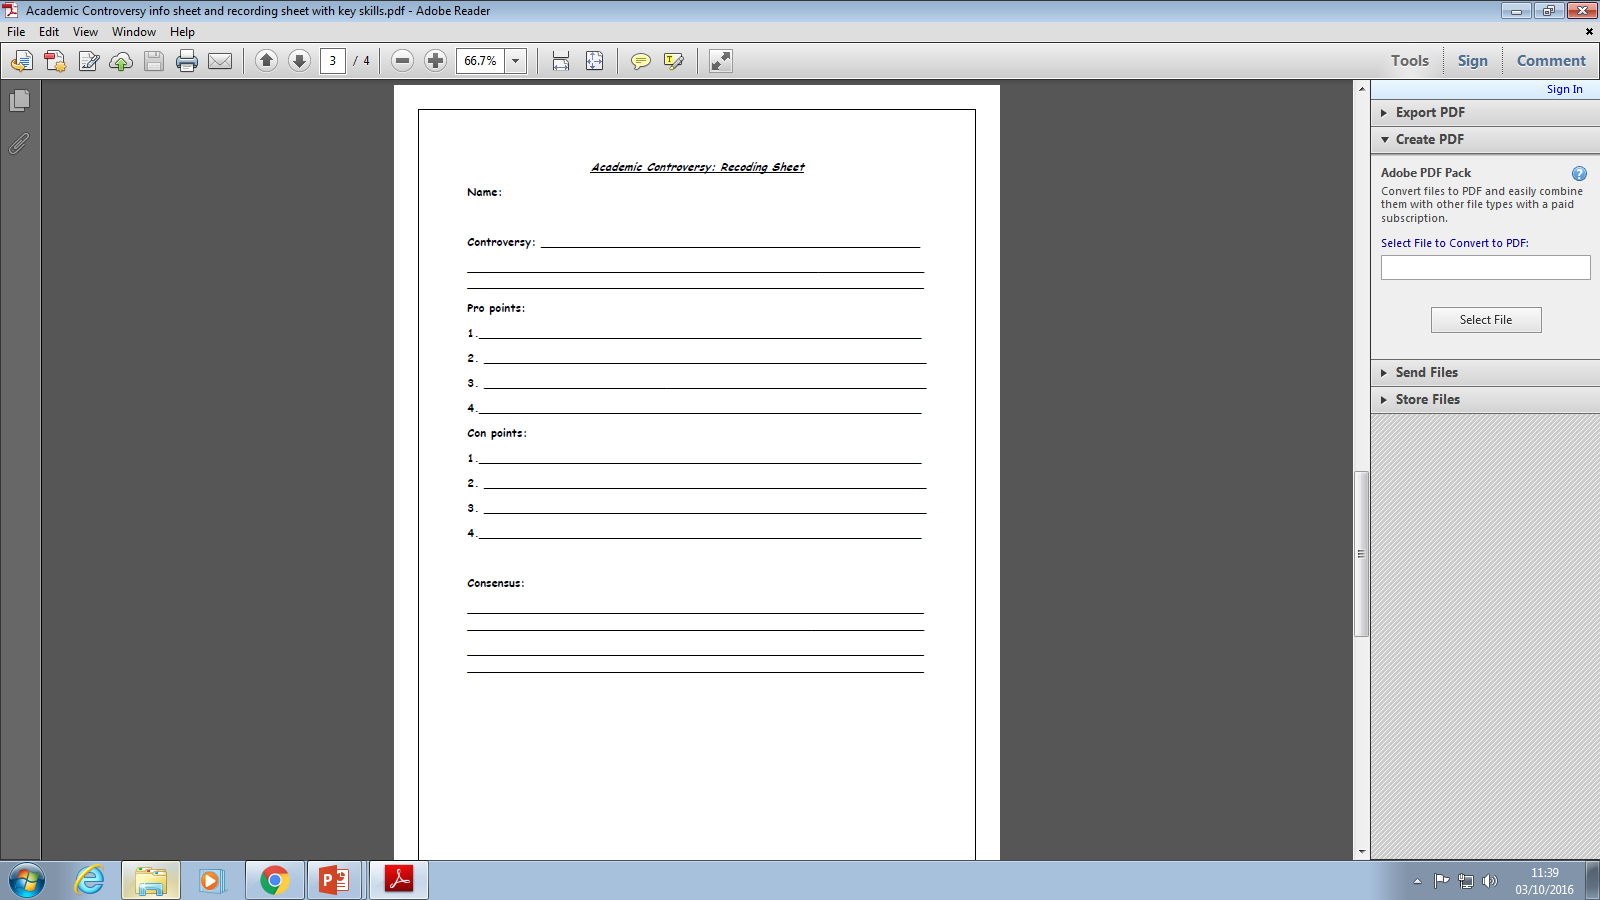 Academic Controversy info sheet and recording sheet with key skills.pdf - Adobe Reader
File Edit View Window Help
3 / 4 66.7% Tools Sign Comment
Sign In
Export PDF
Create PDF
Adobe PDF Pack
Convert files to PDF and easily combine
them with other file types with a paid
subscription.
Select File to Convert to PDF:
Select File
Send Files
Store Files
Academic Controversy: Recoding Sheet
Name:
Controversy:
Pro points:
1.
2.
3.
4.
Con points:
1.
2.
3.
4.
Consensus:
11:39
03/10/2016